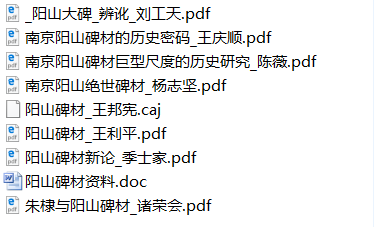 _阳山大碑_辨讹_刘工天.pdf
南京阳山碑材的历史密码_王庆顺.pdf
南京阳山碑材巨型尺度的历史研究_陈薇.pdf
南京阳山绝世碑材_杨志坚.pdf
阳山碑材_王邦宪.caj
阳山碑材_王利平.pdf
阳山碑材新论_季士家.pdf
阳山碑材资料.doc
朱棣与阳山碑材_诸荣会.pdf